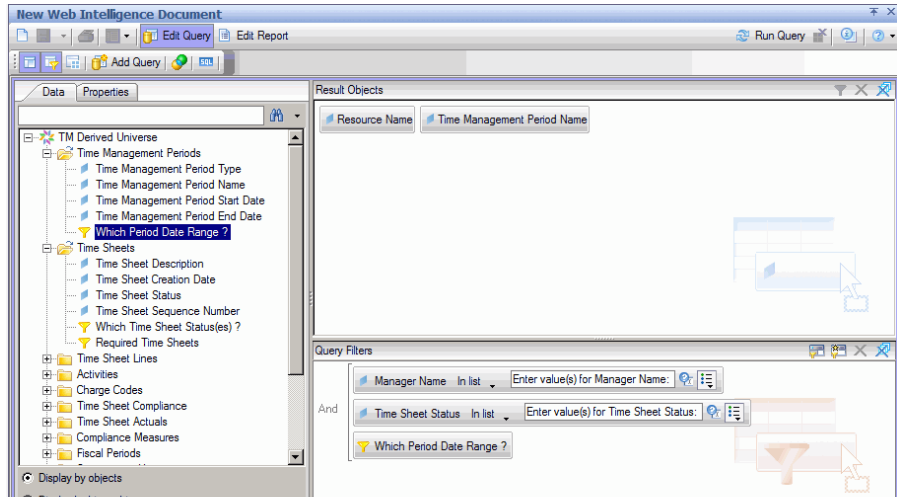 New Web Intelligence Document
Edit Query Edit Report Run Query
Add Query SQL
Data Properties
Result Objects
Resource Name Time Management Period Name
TM Derived Universe
Time Management Periods
Time Management Period Type
Time Management Period Name
Time Management Period Start Date
Time Management Period End Date
Which Period Date Range ?
Time Sheets
Time Sheet Description
Time Sheet Creation Date
Time Sheet Status
Time Sheet Sequence Number
Which Time Sheet Status(es) ?
Required Time Sheets
Time Sheet Lines
Activities
Charge Codes
Time Sheet Compliance
Time Sheet Actuals
Compliance Measures
Fiscal Periods
Display by objects
Query Filters
Manager Name In list Enter value(s) for Manager Name:
And
Time Sheet Status In list Enter value(s) for Time Sheet Status:
Which Period Date Range ?